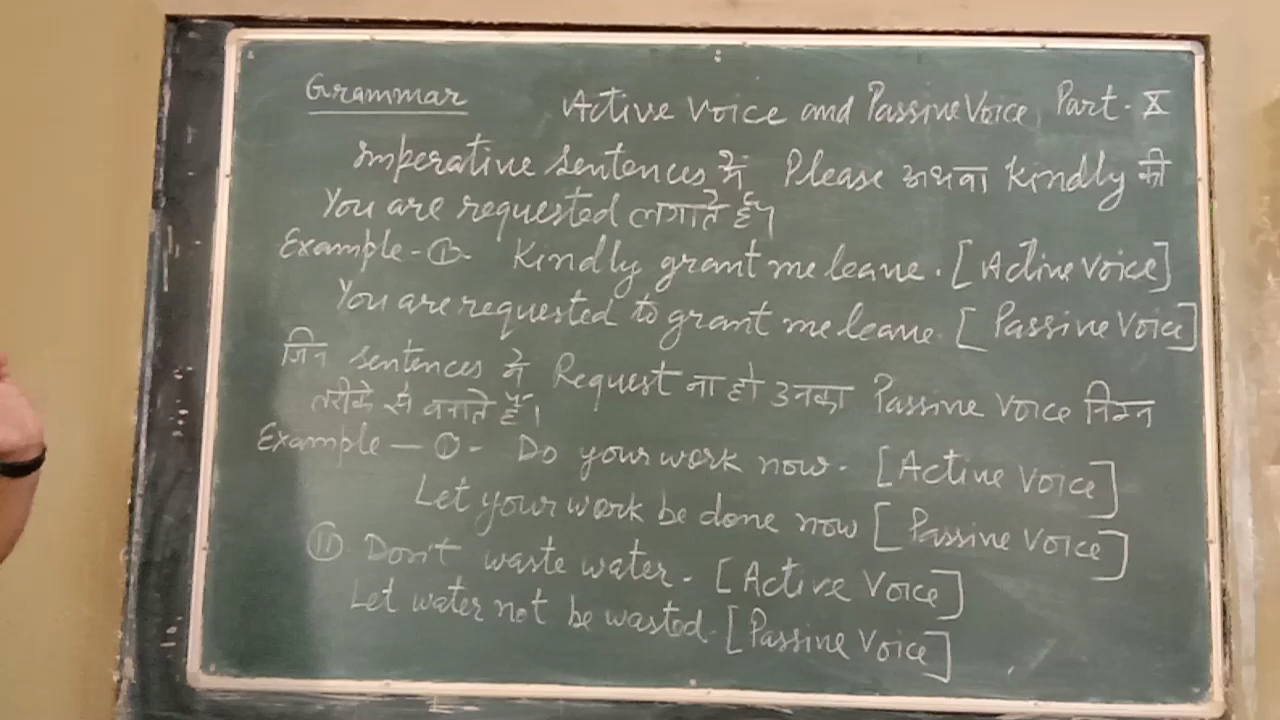 Grammar Active Voice and Passive Voice, Part - X
Imperative Sentences में Please अथवा Kindly की
You are requested लगाते हैं।
Example - ①- Kindly grant me leave. [Active Voice]
You are requested to grant me leave. [Passive Voice]
जिन sentences में Request ना हो उनका Passive Voice निम्न
तरीके से बनाते हैं।
Example — ①- Do your work now. [Active Voice]
Let your work be done now [Passive Voice]
⑪ Don't waste water. [Active Voice]
Let water not be wasted. [Passive Voice]